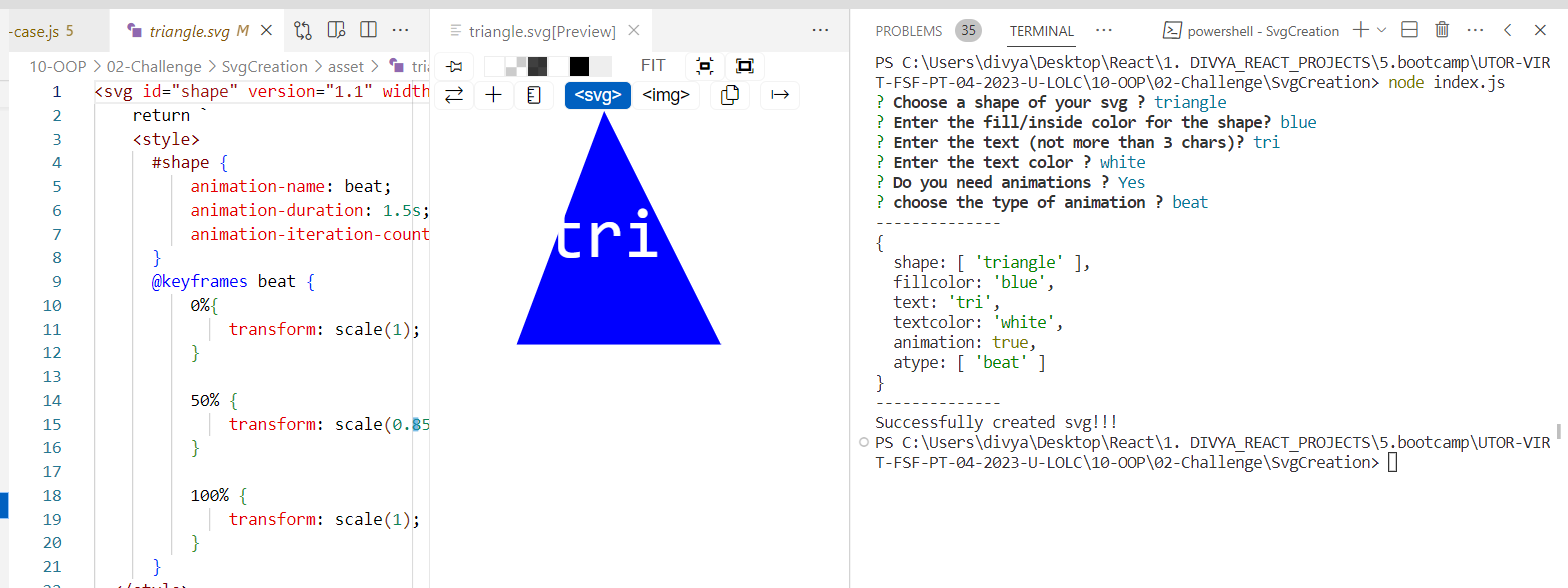 -case.js 5
triangle.svg M
10-OOP > 02-Challenge > SvgCreation > asset > tria
1 <svg id="shape" version="1.1" width
2 return `
3 <style>
4 #shape {
5 animation-name: beat;
6 animation-duration: 1.5s;
7 animation-iteration-count
8 }
9 @keyframes beat {
10 0%{
11 transform: scale(1);
12 }
13
14 50% {
15 transform: scale(0.85
16 }
17
18 100% {
19 transform: scale(1);
20 }
21 }
22 </style>
triangle.svg[Preview]
FIT
<svg> <img>
tri
PROBLEMS 35 TERMINAL powershell - SvgCreation
PS C:\Users\divya\Desktop\React\1. DIVYA_REACT_PROJECTS\5.bootcamp\UTOR-VIR
T-FSF-PT-04-2023-U-LOLC\10-OOP\02-Challenge\SvgCreation> node index.js
? Choose a shape of your svg ? triangle
? Enter the fill/inside color for the shape? blue
? Enter the text (not more than 3 chars)? tri
? Enter the text color ? white
? Do you need animations ? Yes
? choose the type of animation ? beat
--------------
{
shape: [ 'triangle' ],
fillcolor: 'blue',
text: 'tri',
textcolor: 'white',
animation: true,
atype: [ 'beat' ]
}
--------------
Successfully created svg!!!
PS C:\Users\divya\Desktop\React\1. DIVYA_REACT_PROJECTS\5.bootcamp\UTOR-VIR
T-FSF-PT-04-2023-U-LOLC\10-OOP\02-Challenge\SvgCreation>